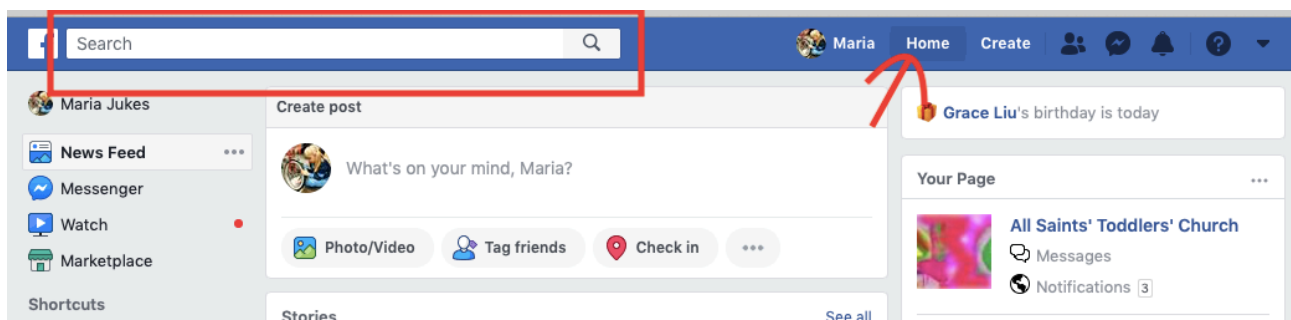 Search
Maria
Home
Create
Maria Jukes
News Feed
Messenger
Watch
Marketplace
Shortcuts
Create post
What's on your mind, Maria?
Photo/Video
Tag friends
Check in
Stories
See all
Grace Liu's birthday is today
Your Page
All Saints' Toddlers' Church
Messages
Notifications 3